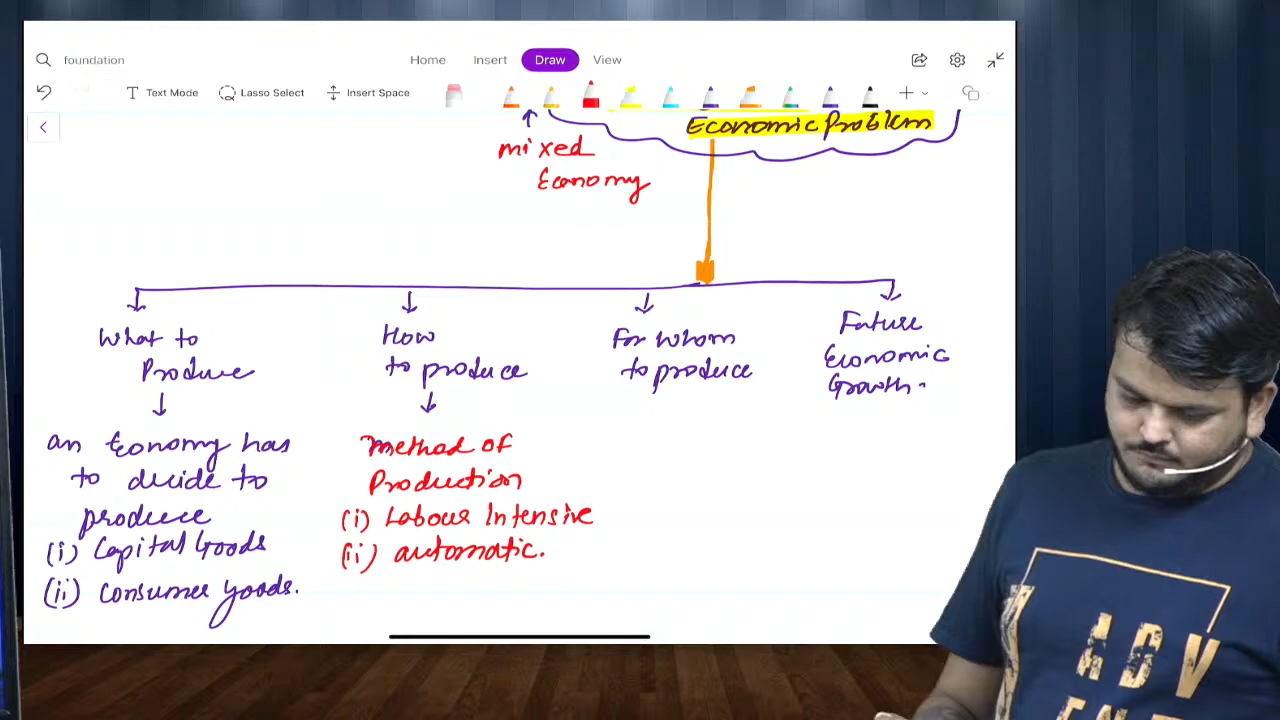 foundation
Home Insert Draw View
Text Mode Lasso Select Insert Space
Economic Problem
mixed
Economy
What to
Produce
an Economy has
to decide to
produce
(i) Capital Goods
(ii) Consumer goods.
How
to produce
method of
Production
(i) Labour Intensive
(ii) automatic.
For whom
to produce
Future
Economic
Growth.
ADV